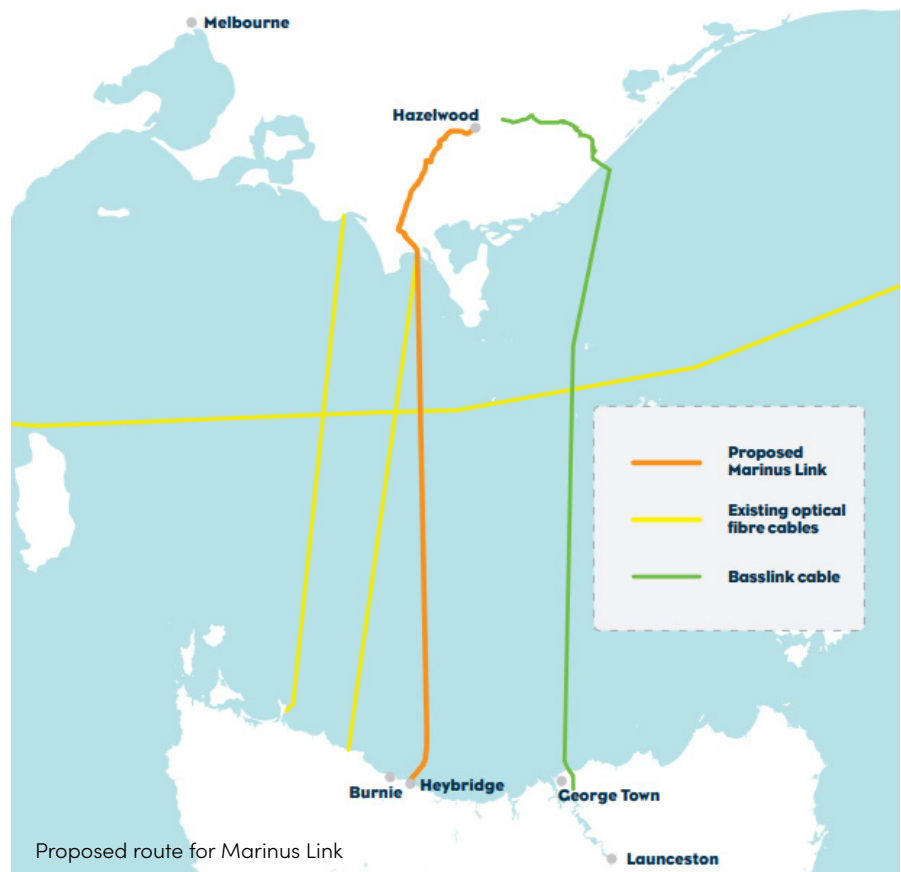 Melbourne
Hazelwood
Proposed
Marinus Link
Existing optical
fibre cables
Basslink cable
Burnie
Heybridge
George Town
Launceston
Proposed route for Marinus Link